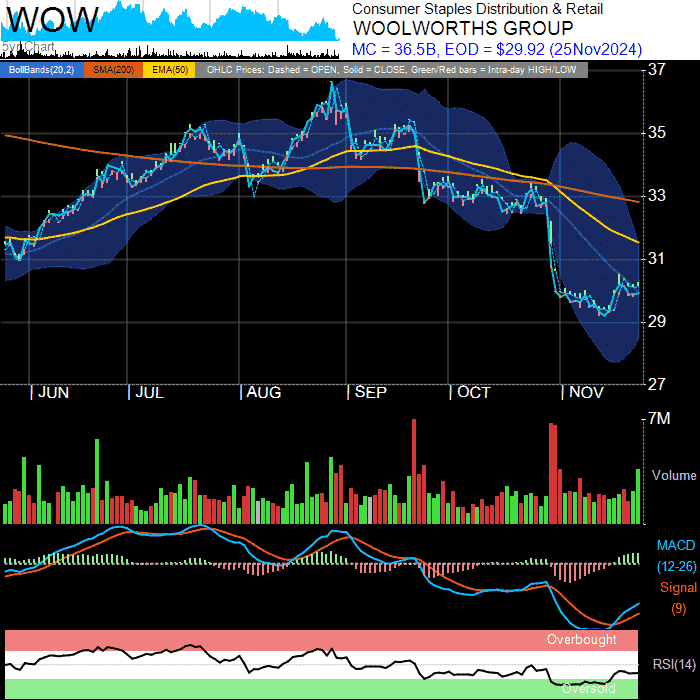 WOW
5yr Chart
Consumer Staples Distribution & Retail
WOOLWORTHS GROUP
MC = 36.5B, EOD = $29.92 (25Nov2024)
BollBands(20,2) SMA(200) EMA(50) OHLC Prices: Dashed = OPEN, Solid = CLOSE, Green/Red bars = Intra-day HIGH/LOW
37
35
33
31
29
27
| JUN | JUL | AUG | SEP | OCT | NOV
7M
Volume
MACD
(12-26)
Signal
(9)
Overbought
RSI(14)
Oversold